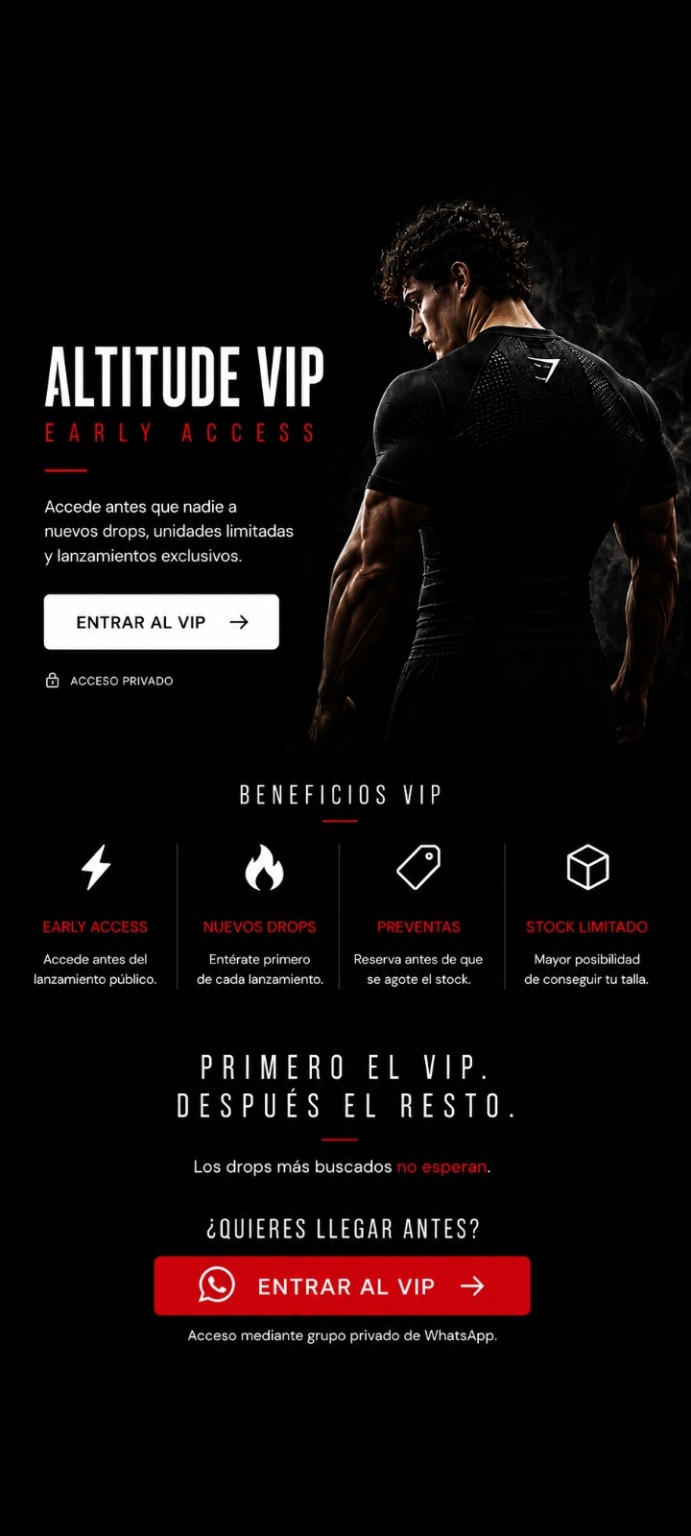 ALTITUDE VIP
EARLY ACCESS
Accede antes que nadie a
nuevos drops, unidades limitadas
y lanzamientos exclusivos.
ENTRAR AL VIP
ACCESO PRIVADO
BENEFICIOS VIP
EARLY ACCESS
Accede antes del
lanzamiento público.
NUEVOS DROPS
Entérate primero
de cada lanzamiento.
PREVENTAS
Reserva antes de que
se agote el stock.
STOCK LIMITADO
Mayor posibilidad
de conseguir tu talla.
PRIMERO EL VIP.
DESPUÉS EL RESTO.
Los drops más buscados no esperan.
¿QUIERES LLEGAR ANTES?
ENTRAR AL VIP
Acceso mediante grupo privado de WhatsApp.